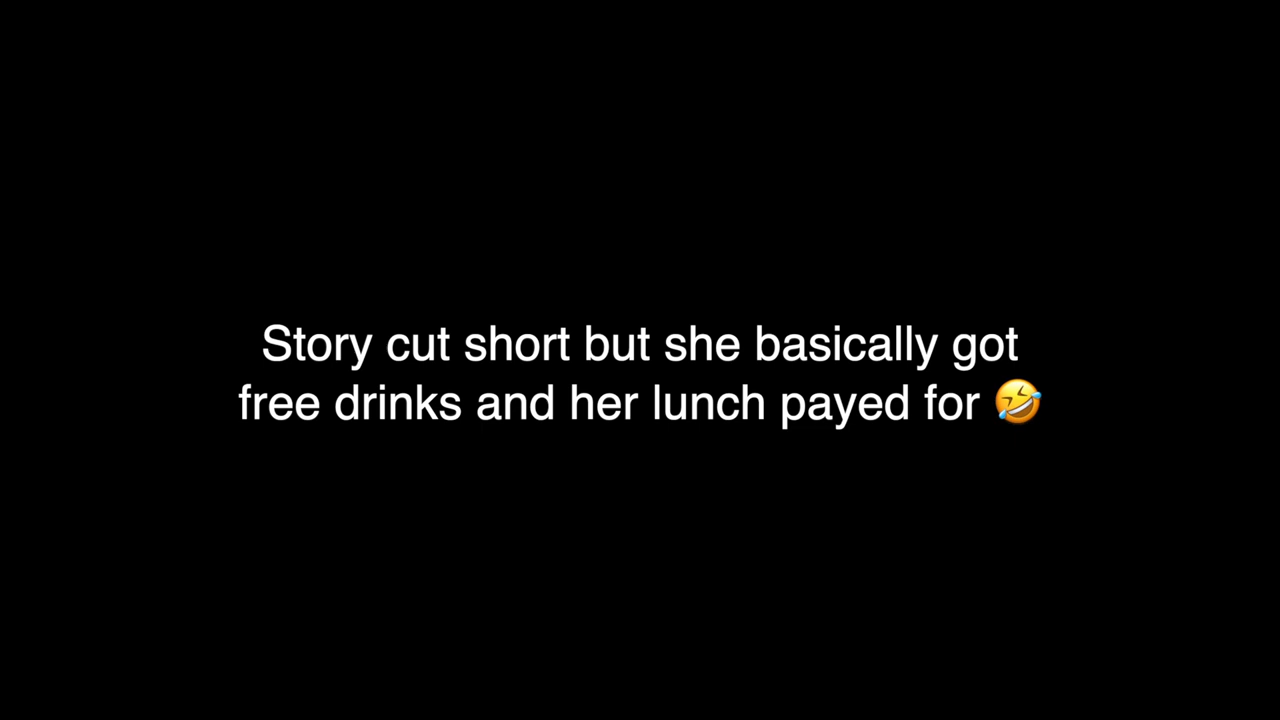 Story cut short but she basically got
free drinks and her lunch payed for 🤣